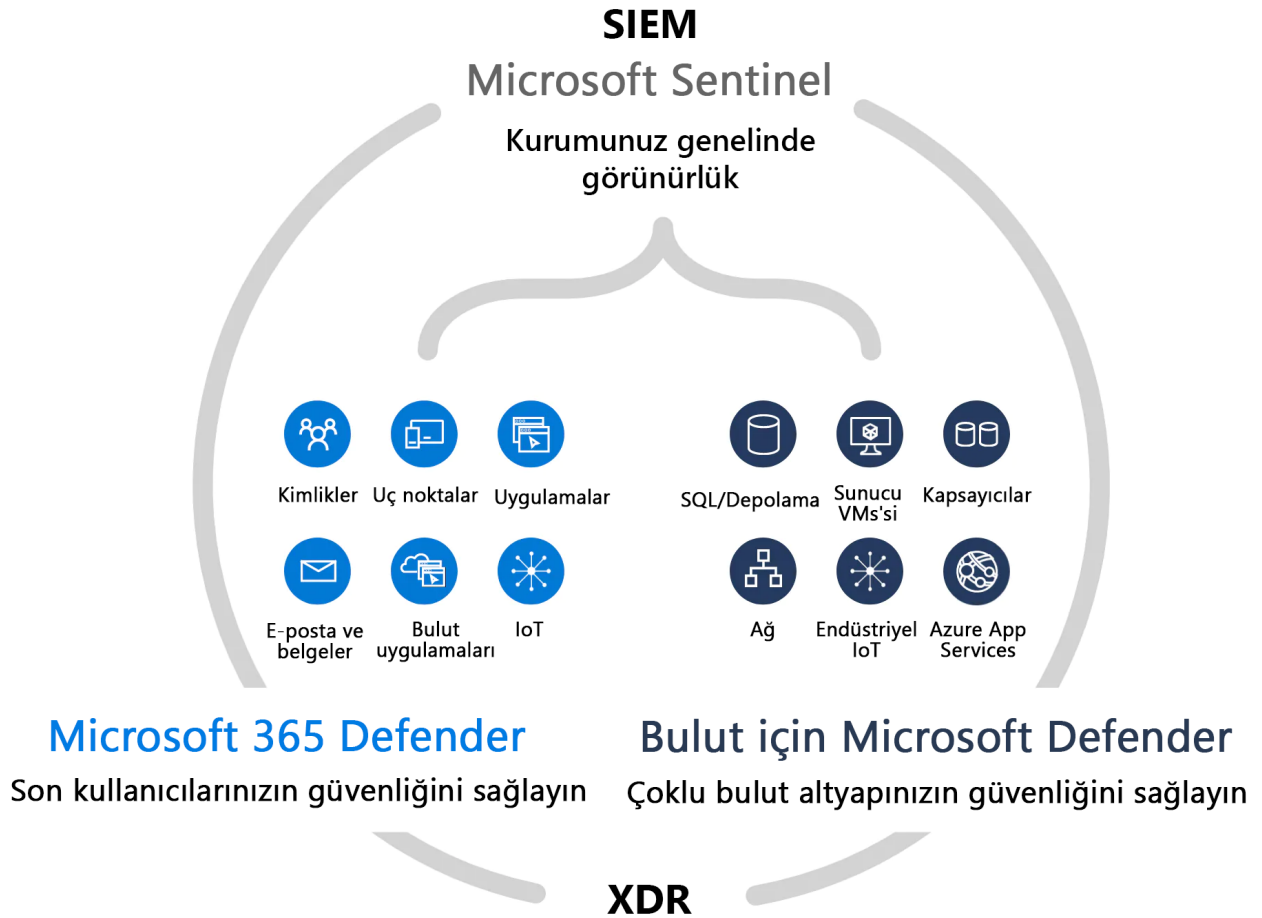 SIEM
Microsoft Sentinel
Kurumunuz genelinde
görünürlük
Kimlikler
Uç noktalar
Uygulamalar
E-posta ve
belgeler
Bulut
uygulamaları
IoT
SQL/Depolama
Sunucu
VMs'si
Kapsayıcılar
Ağ
Endüstriyel
IoT
Azure App
Services
Microsoft 365 Defender
Son kullanıcılarınızın güvenliğini sağlayın
Bulut için Microsoft Defender
Çoklu bulut altyapınızın güvenliğini sağlayın
XDR